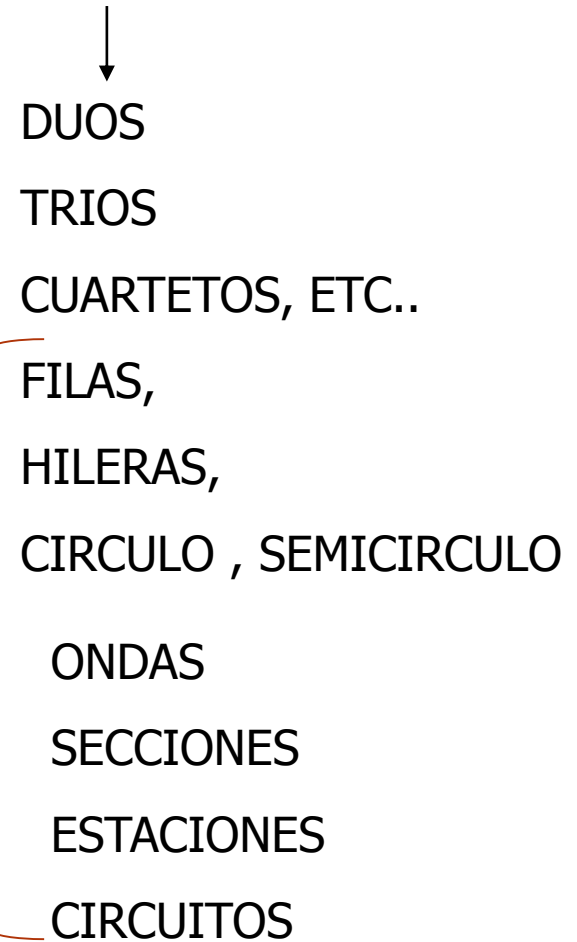 DUOS
TRIOS
CUARTETOS, ETC..
FILAS,
HILERAS,
CIRCULO , SEMICIRCULO
ONDAS
SECCIONES
ESTACIONES
CIRCUITOS